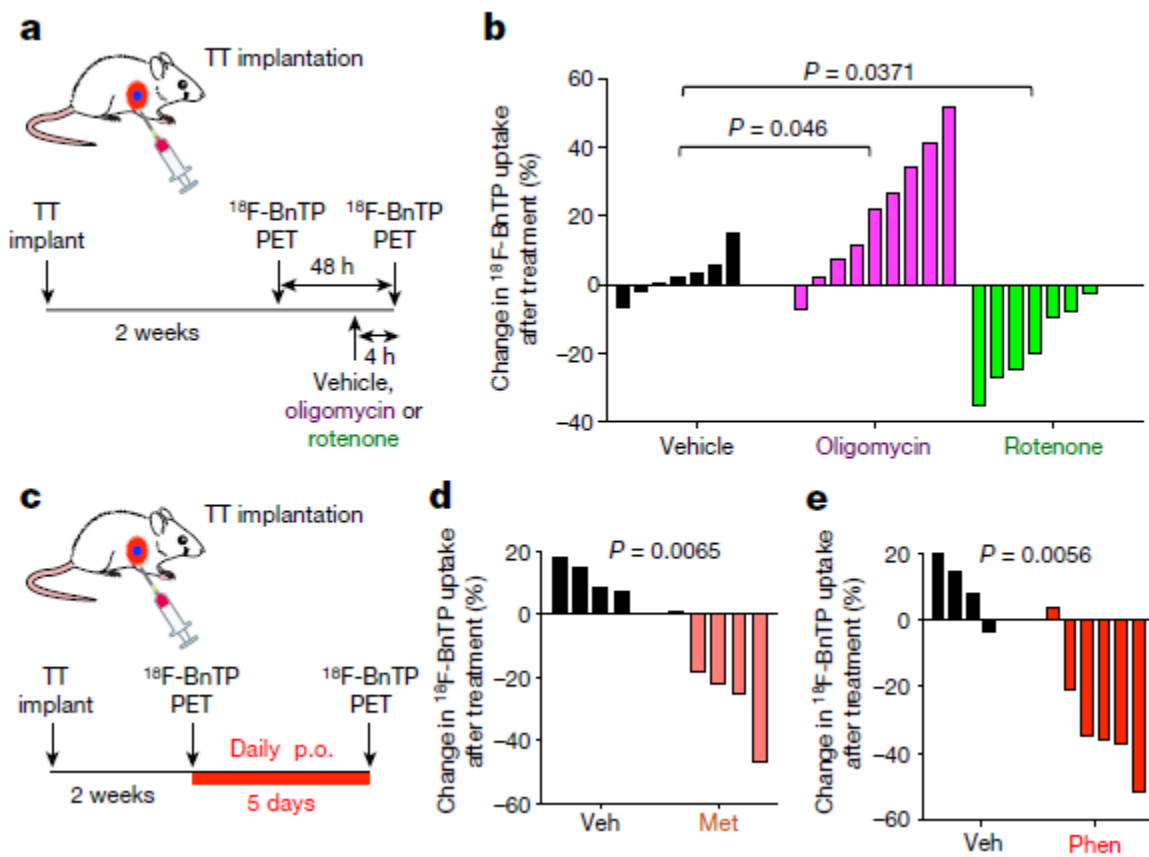 a
TT implantation
TT
implant
¹⁸F-BnTP
PET
¹⁸F-BnTP
PET
48 h
2 weeks
4 h
Vehicle,
oligomycin or
rotenone
b
Change in ¹⁸F-BnTP uptake
after treatment (%)
60
40
20
0
−20
−40
P = 0.0371
P = 0.046
Vehicle
Oligomycin
Rotenone
c
TT implantation
TT
implant
¹⁸F-BnTP
PET
¹⁸F-BnTP
PET
Daily p.o.
2 weeks
5 days
d
Change in ¹⁸F-BnTP uptake
after treatment (%)
20
0
−20
−40
−60
P = 0.0065
Veh
Met
e
Change in ¹⁸F-BnTP uptake
after treatment (%)
20
0
−20
−40
−60
P = 0.0056
Veh
Phen